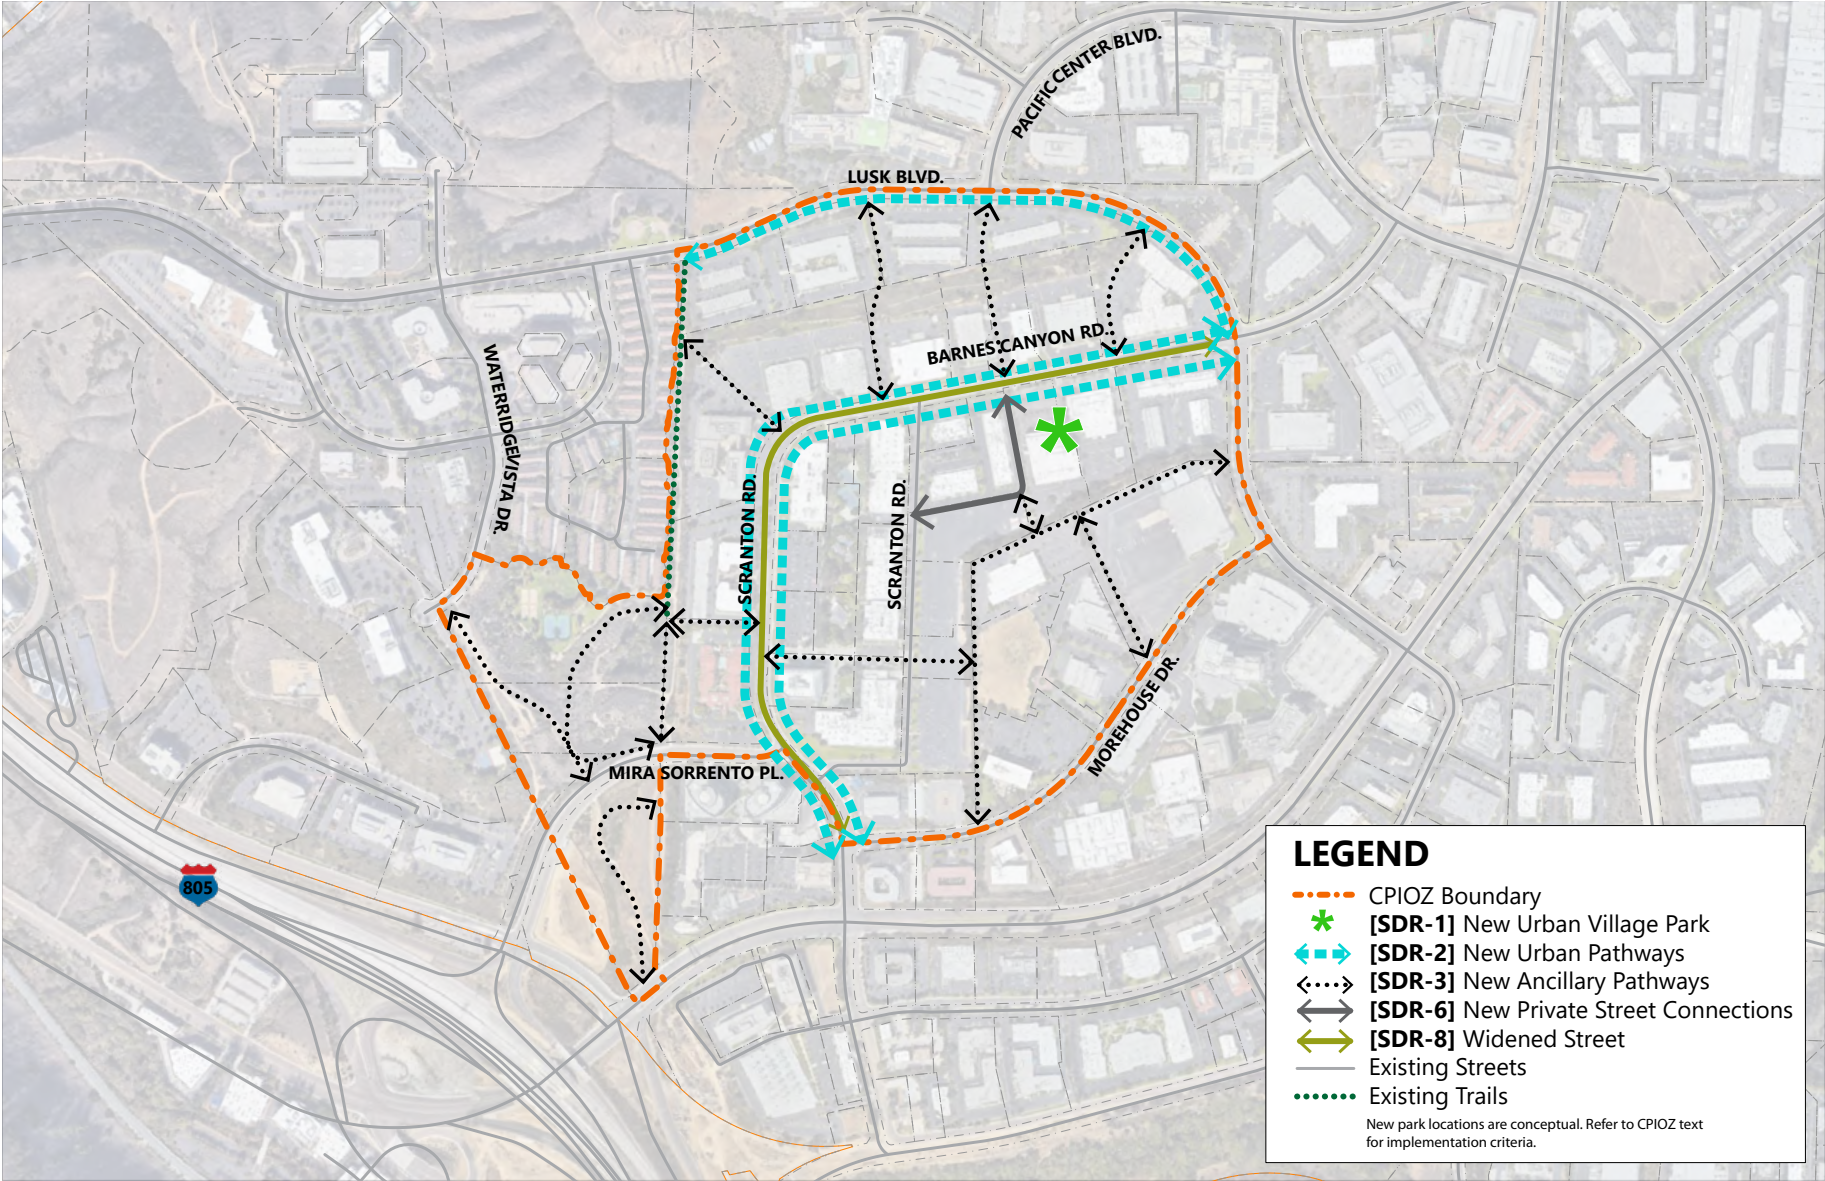 PACIFIC CENTER BLVD.
LUSK BLVD.
BARNES CANYON RD.
WATERRIDGE VISTA DR.
SCRANTON RD.
SCRANTON RD.
MOREHOUSE DR.
MIRA SORRENTO PL.
805
LEGEND
CPIOZ Boundary
* [SDR-1] New Urban Village Park
[SDR-2] New Urban Pathways
[SDR-3] New Ancillary Pathways
[SDR-6] New Private Street Connections
[SDR-8] Widened Street
Existing Streets
Existing Trails
New park locations are conceptual. Refer to CPIOZ text
for implementation criteria.